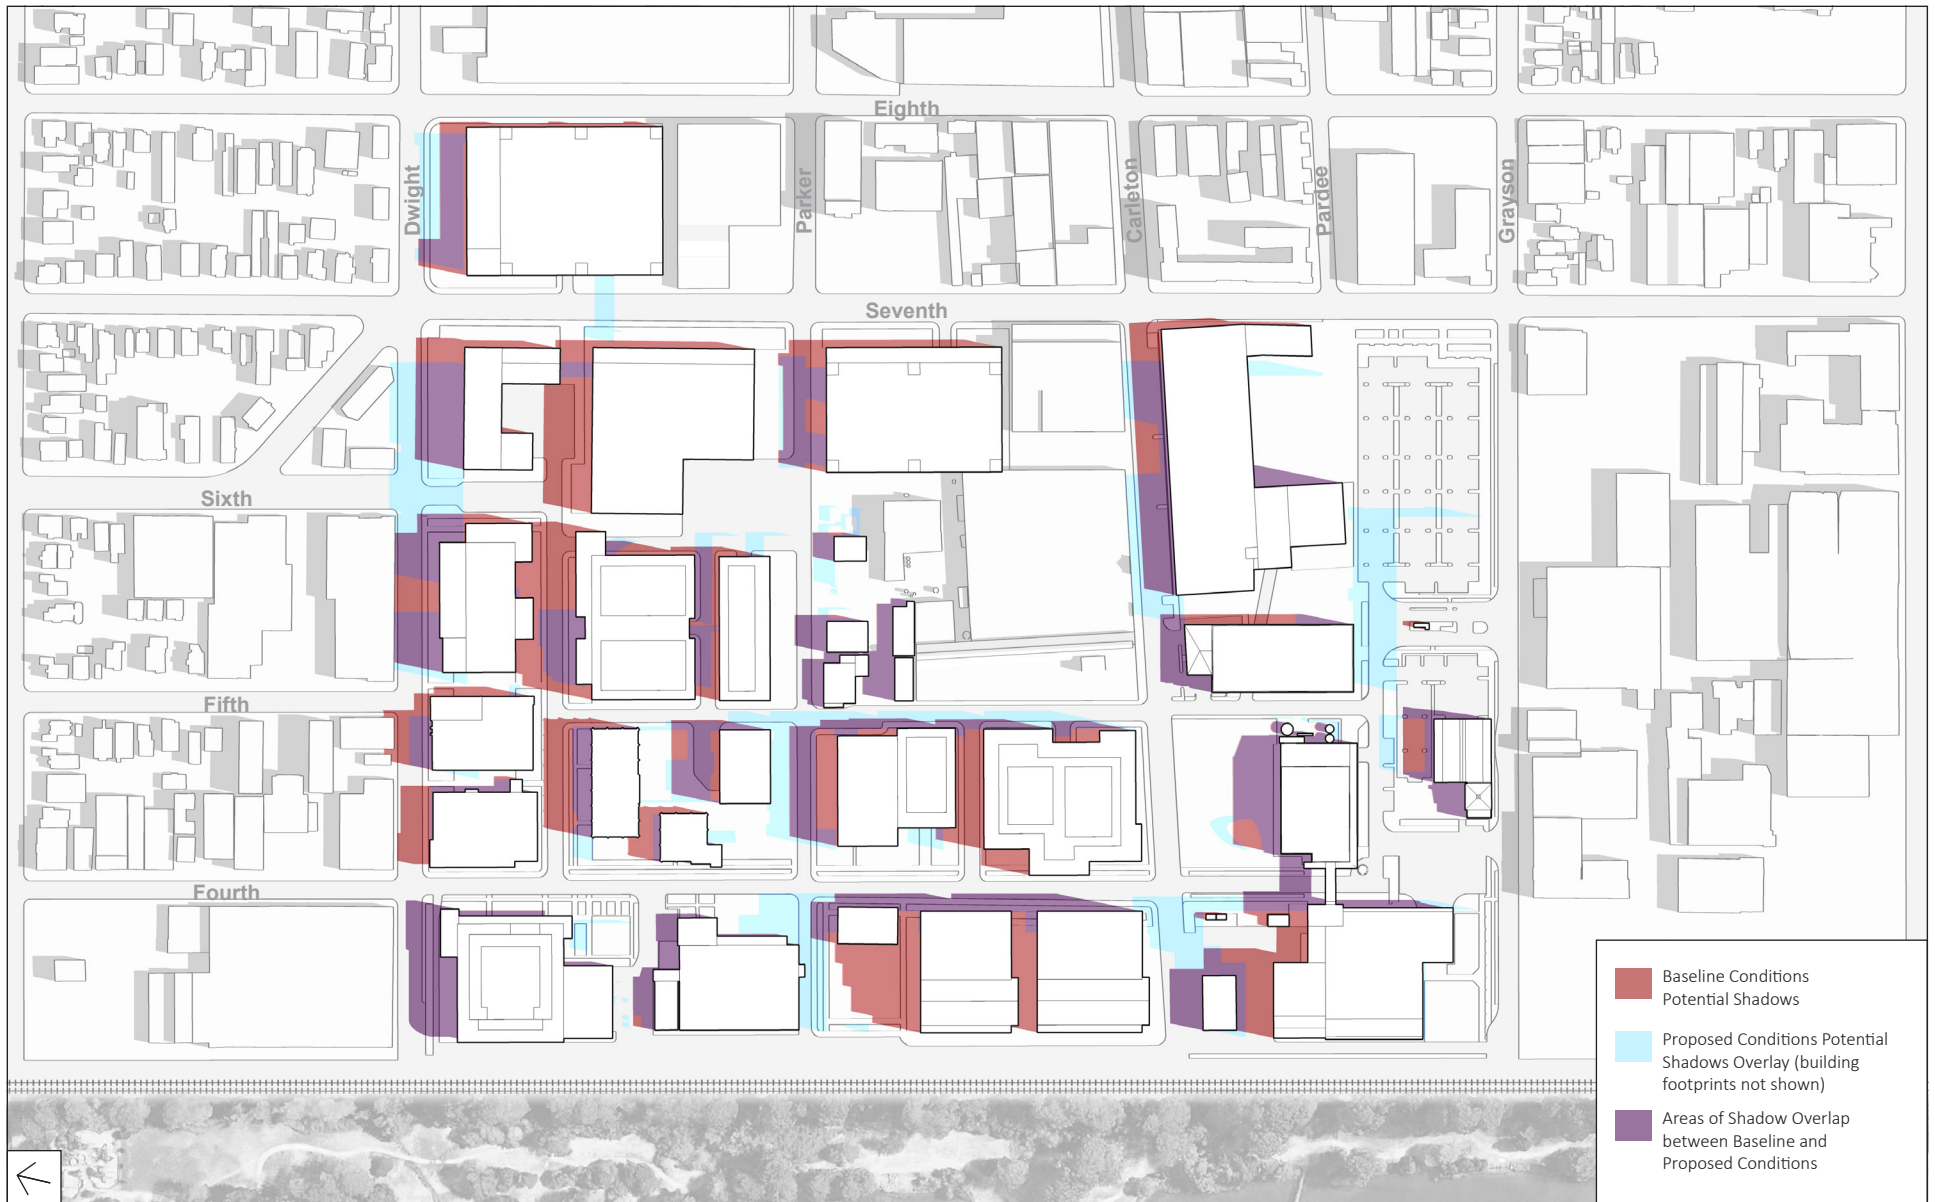 Eighth
Dwight
Parker
Carleton
Pardee
Grayson
Seventh
Sixth
Fifth
Fourth
Baseline Conditions
Potential Shadows
Proposed Conditions Potential
Shadows Overlay (building
footprints not shown)
Areas of Shadow Overlap
between Baseline and
Proposed Conditions